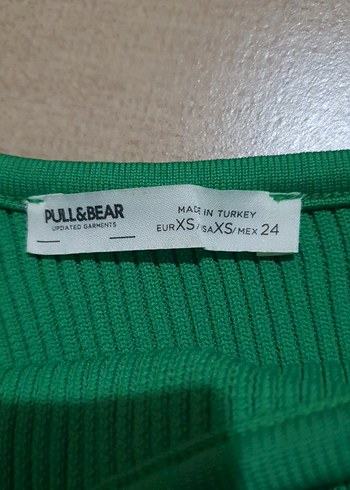 PULL&BEAR
UPDATED GARMENTS
MADE IN TURKEY
EUR XS/USA XS/MEX 24